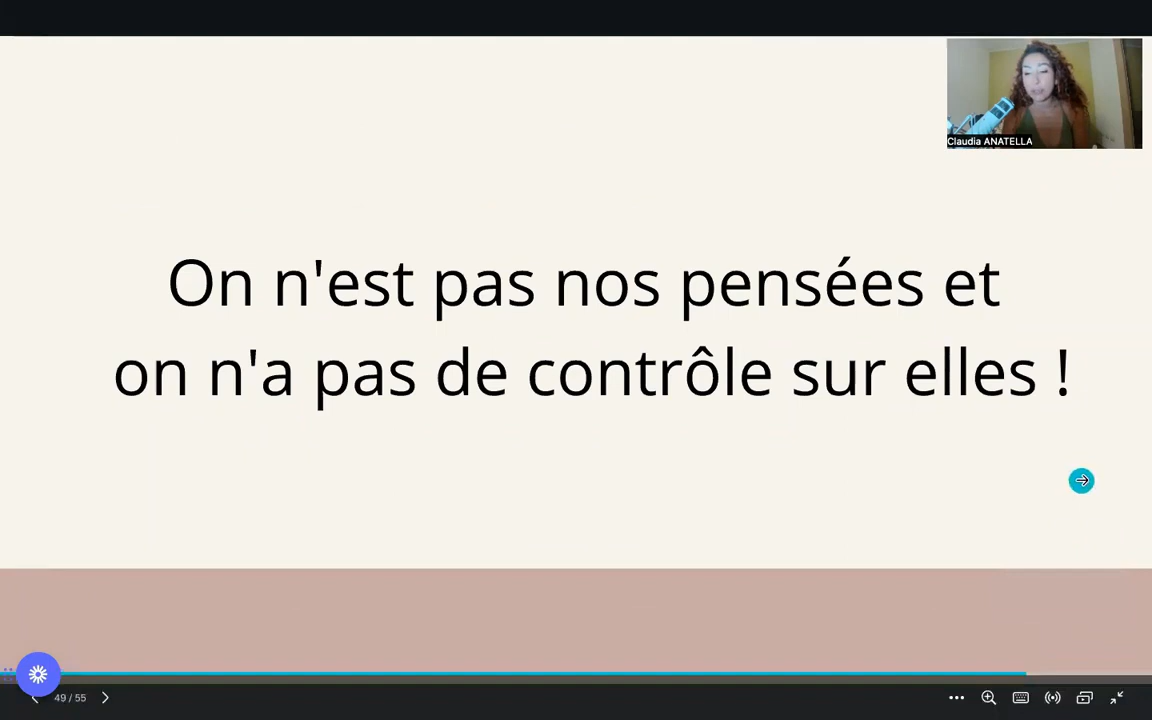 Claudia ANATELLA
On n'est pas nos pensées et
on n'a pas de contrôle sur elles !
49 / 55